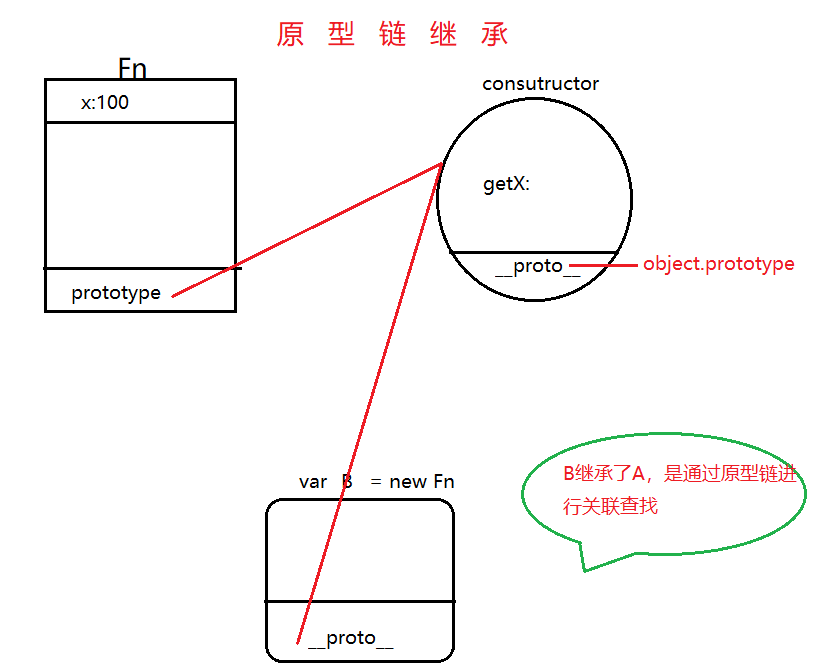 原 型 链 继 承
Fn
consutructor
x:100
getX:
__proto__
object.prototype
prototype
var B = new Fn
B继承了A，是通过原型链进
行关联查找
__proto__